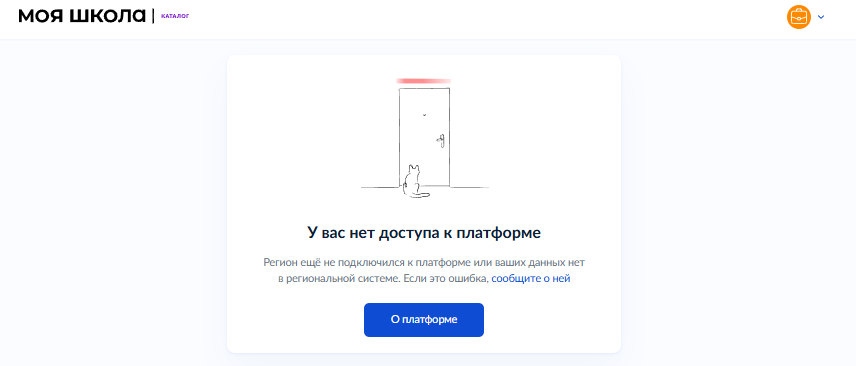 МОЯ ШКОЛА | КАТАЛОГ
У вас нет доступа к платформе
Регион ещё не подключился к платформе или ваших данных нет
в региональной системе. Если это ошибка, сообщите о ней
О платформе